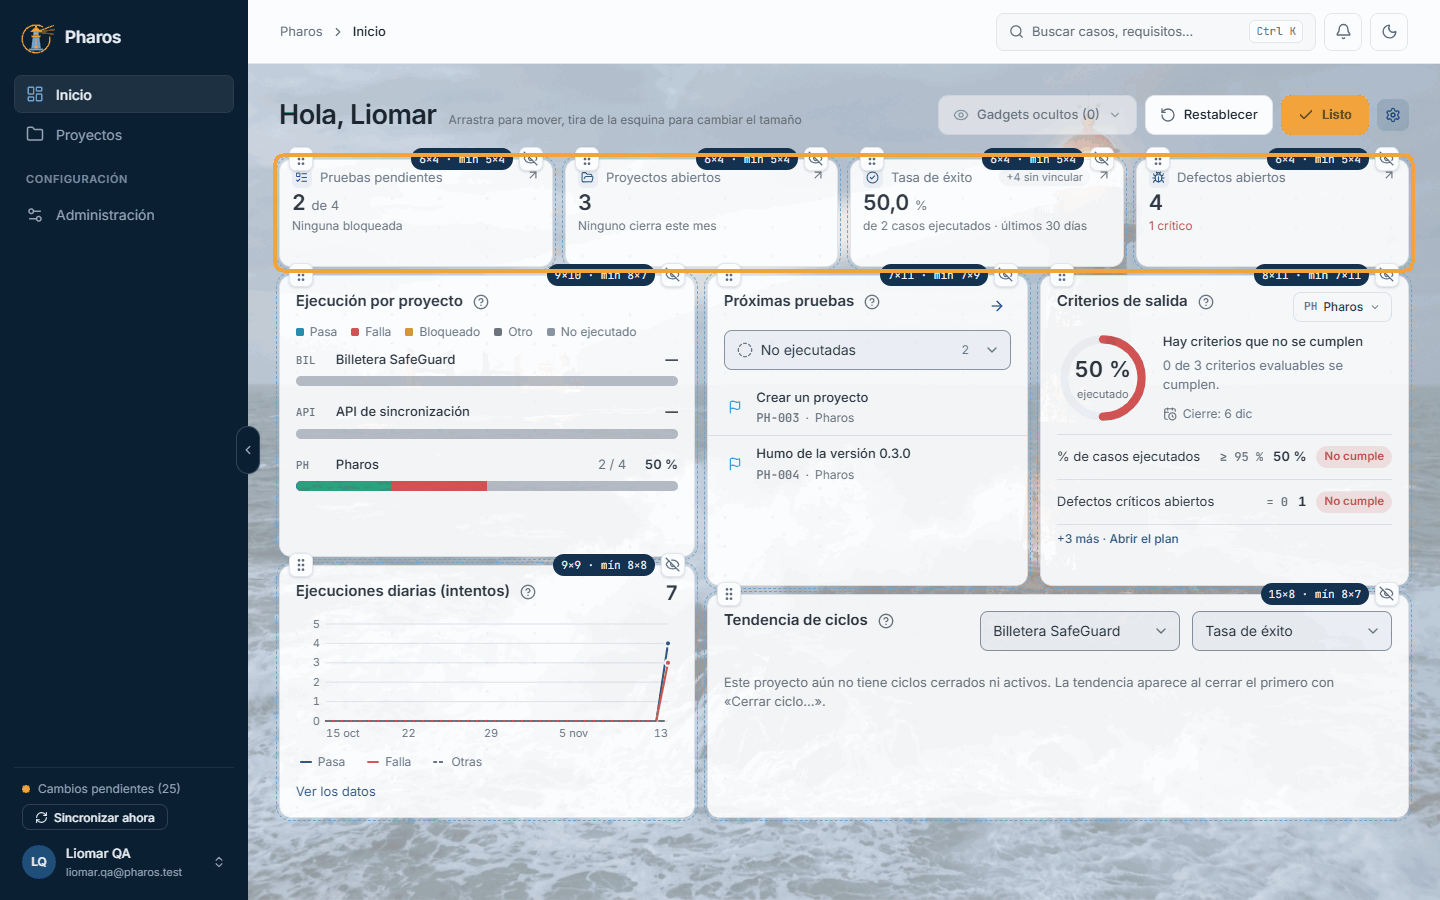 Pharos
Inicio
Proyectos
CONFIGURACIÓN
Administración
Cambios pendientes (25)
Sincronizar ahora
LQ
Liomar QA
liomar.qa@pharos.test
Pharos > Inicio
Buscar casos, requisitos...
Ctrl K
Hola, Liomar
Arrastra para mover, tira de la esquina para cambiar el tamaño
Gadgets ocultos (0)
Restablecer
Listo
6×4 · mín 5×4
Pruebas pendientes
2 de 4
Ninguna bloqueada
6×4 · mín 5×4
Proyectos abiertos
3
Ninguno cierra este mes
6×4 · mín 5×4
Tasa de éxito
+4 sin vincular
50,0 %
de 2 casos ejecutados · últimos 30 días
6×4 · mín 5×4
Defectos abiertos
4
1 crítico
9×10 · mín 8×7
Ejecución por proyecto
Pasa
Falla
Bloqueado
Otro
No ejecutado
BIL Billetera SafeGuard —
API API de sincronización —
PH Pharos 2 / 4 50 %
7×11 · mín 7×9
Próximas pruebas
No ejecutadas 2
Crear un proyecto
PH-003 · Pharos
Humo de la versión 0.3.0
PH-004 · Pharos
8×11 · mín 7×11
Criterios de salida
PH Pharos
50 %
ejecutado
Hay criterios que no se cumplen
0 de 3 criterios evaluables se
cumplen.
Cierre: 6 dic
% de casos ejecutados ≥ 95 % 50 % No cumple
Defectos críticos abiertos = 0 1 No cumple
+3 más · Abrir el plan
9×9 · mín 8×8
Ejecuciones diarias (intentos)
7
5
4
3
2
1
0
15 oct
22
29
5 nov
13
Pasa
Falla
Otras
Ver los datos
15×8 · mín 8×7
Tendencia de ciclos
Billetera SafeGuard
Tasa de éxito
Este proyecto aún no tiene ciclos cerrados ni activos. La tendencia aparece al cerrar el primero con
«Cerrar ciclo...».